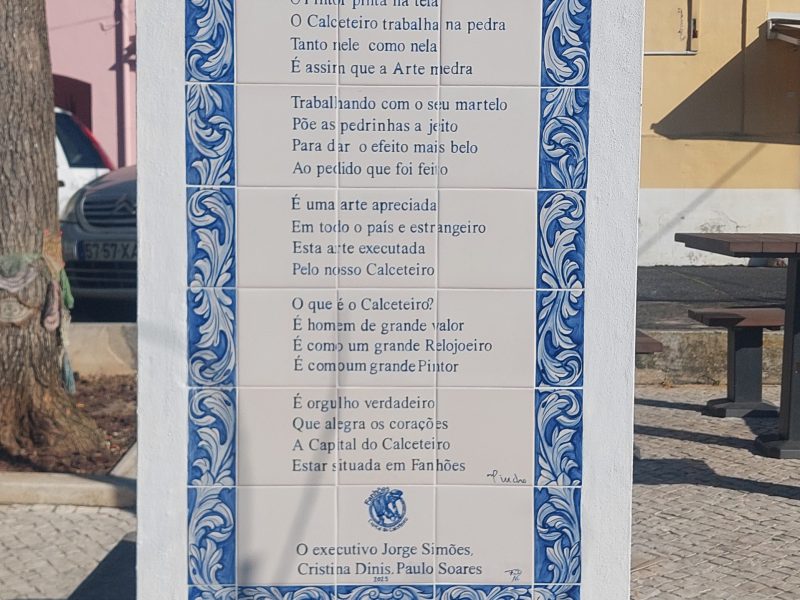 O Pintor pinta na tela
O Calceteiro trabalha na pedra
Tanto nele como nela
É assim que a Arte medra
Trabalhando com o seu martelo
Põe as pedrinhas a jeito
Para dar o efeito mais belo
Ao pedido que foi feito
É uma arte apreciada
Em todo o país e estrangeiro
Esta arte executada
Pelo nosso Calceteiro
O que é o Calceteiro?
É homem de grande valor
É como um grande Relojoeiro
É como um grande Pintor
É orgulho verdadeiro
Que alegra os corações
A Capital do Calceteiro
Estar situada em Fanhões
Fanhões
Capital do Calceteiro
O executivo Jorge Simões,
Cristina Dinis, Paulo Soares
2025
57 57 XA